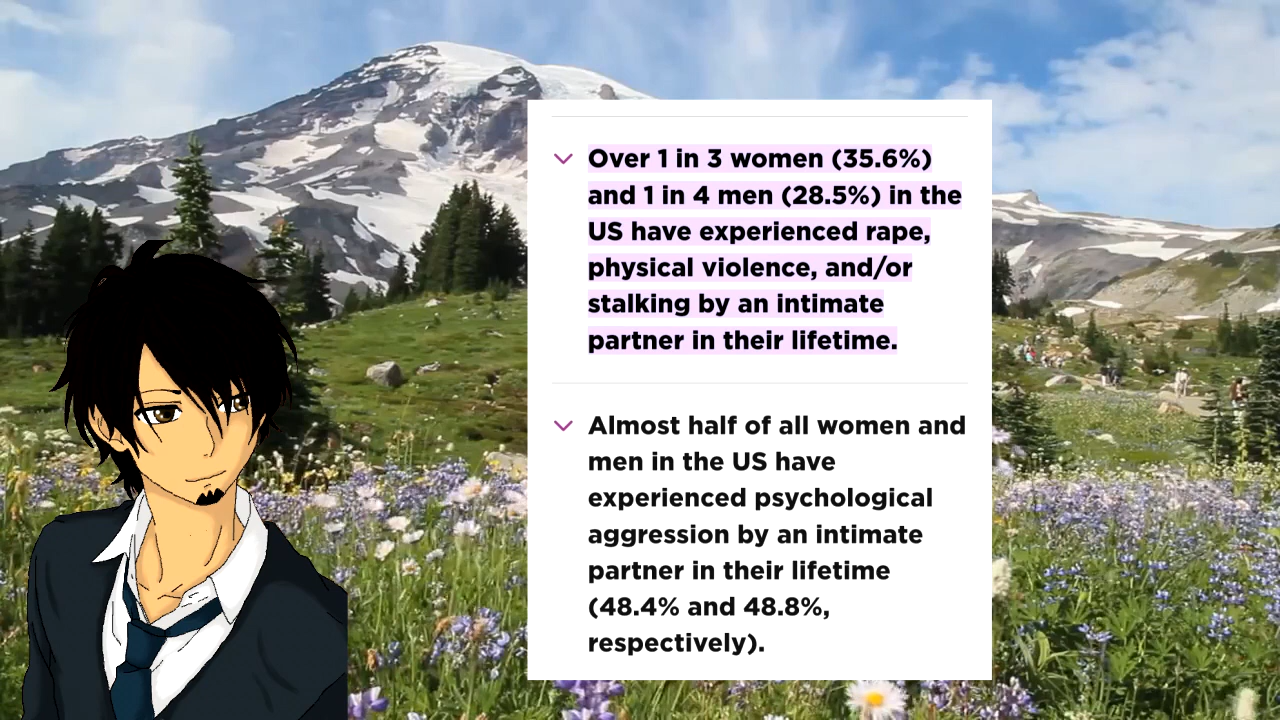 Over 1 in 3 women (35.6%)
and 1 in 4 men (28.5%) in the
US have experienced rape,
physical violence, and/or
stalking by an intimate
partner in their lifetime.
Almost half of all women and
men in the US have
experienced psychological
aggression by an intimate
partner in their lifetime
(48.4% and 48.8%,
respectively).